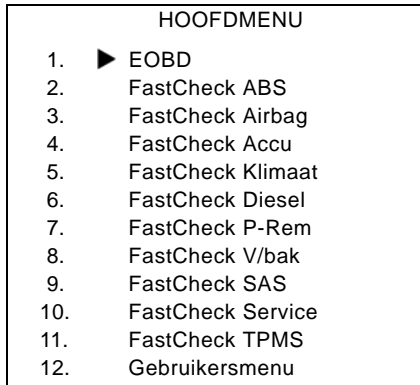 HOOFDMENU
1. ▶ EOBD
2. FastCheck ABS
3. FastCheck Airbag
4. FastCheck Accu
5. FastCheck Klimaat
6. FastCheck Diesel
7. FastCheck P-Rem
8. FastCheck V/bak
9. FastCheck SAS
10. FastCheck Service
11. FastCheck TPMS
12. Gebruikersmenu